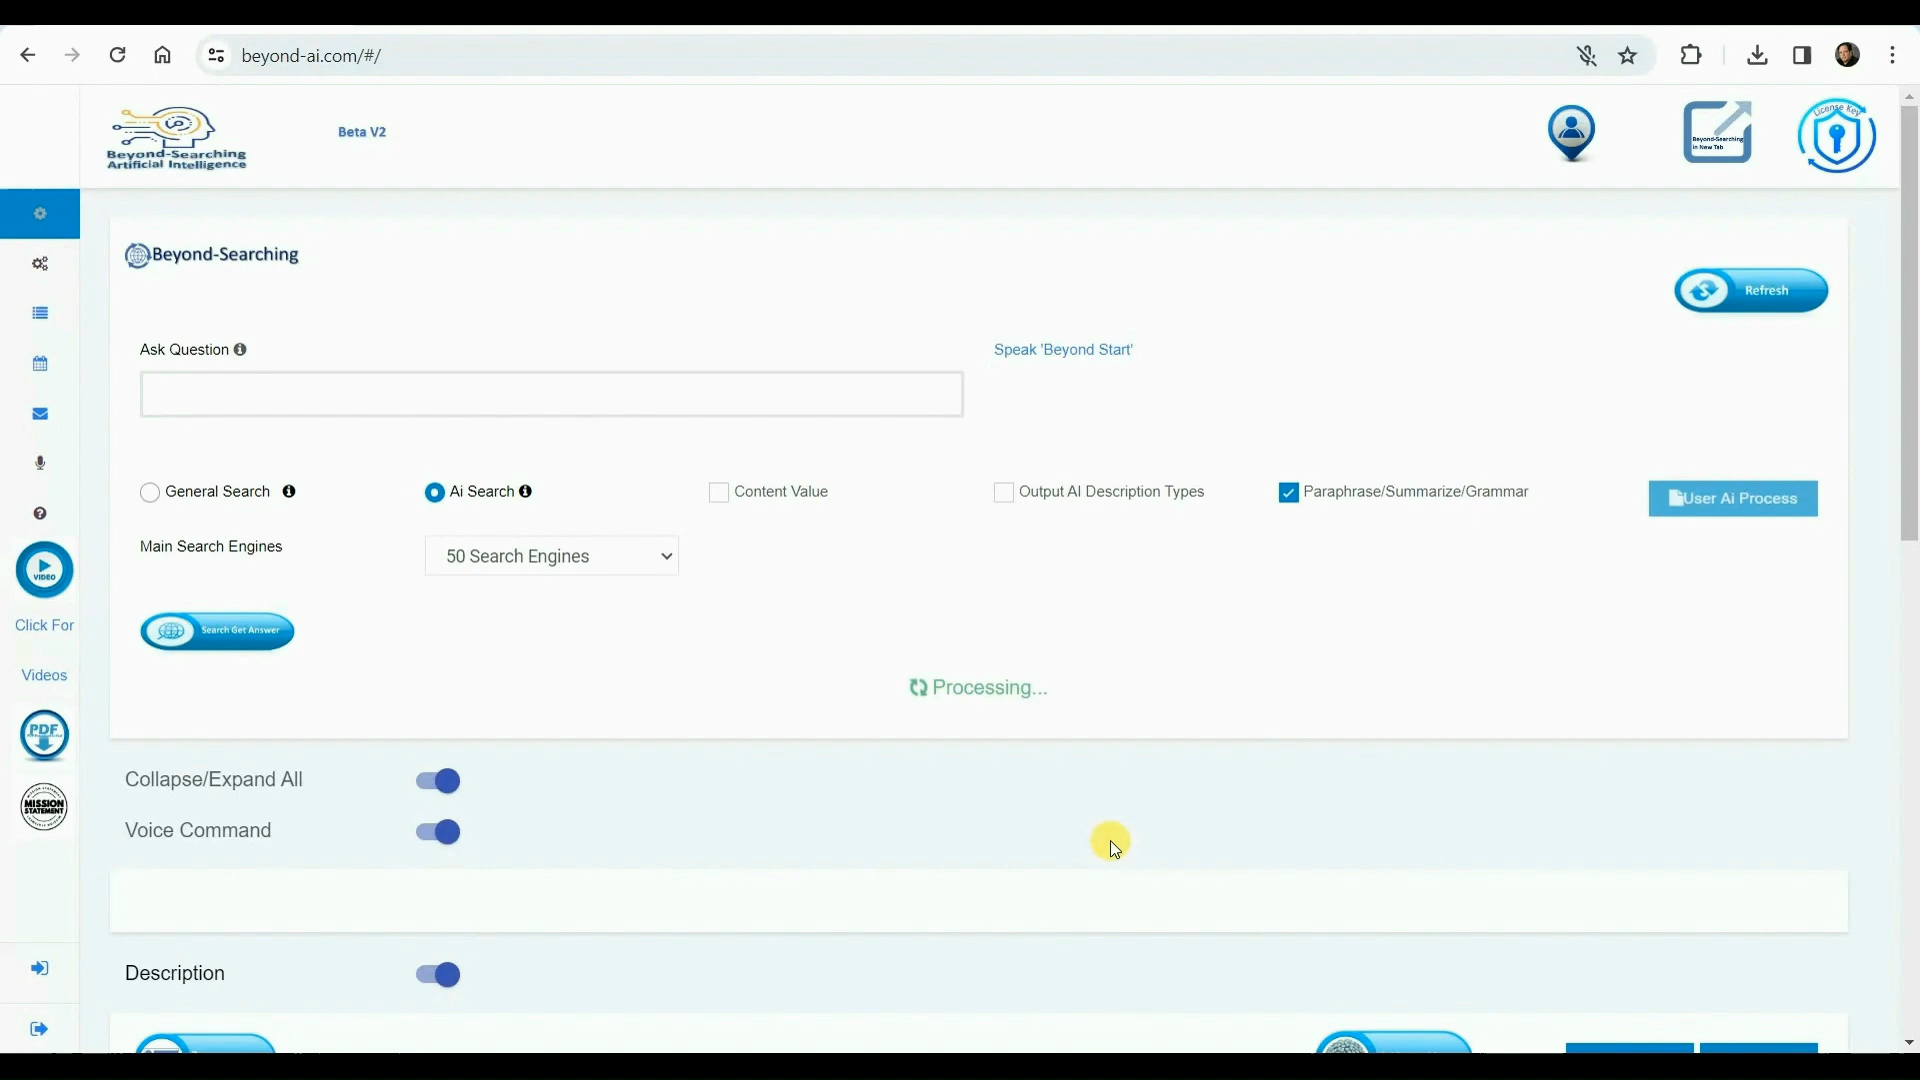 beyond-ai.com/#/
Beyond-Searching
Artificial Intelligence
Beta V2
Beyond-Searching
in New Tab
License Key
Beyond-Searching
Refresh
Ask Question
Speak 'Beyond Start'
General Search
Ai Search
Content Value
Output AI Description Types
Paraphrase/Summarize/Grammar
User Ai Process
Main Search Engines
50 Search Engines
Search Get Answer
Processing...
VIDEO
Click For
Videos
PDF
MISSION
STATEMENT
Collapse/Expand All
Voice Command
Description